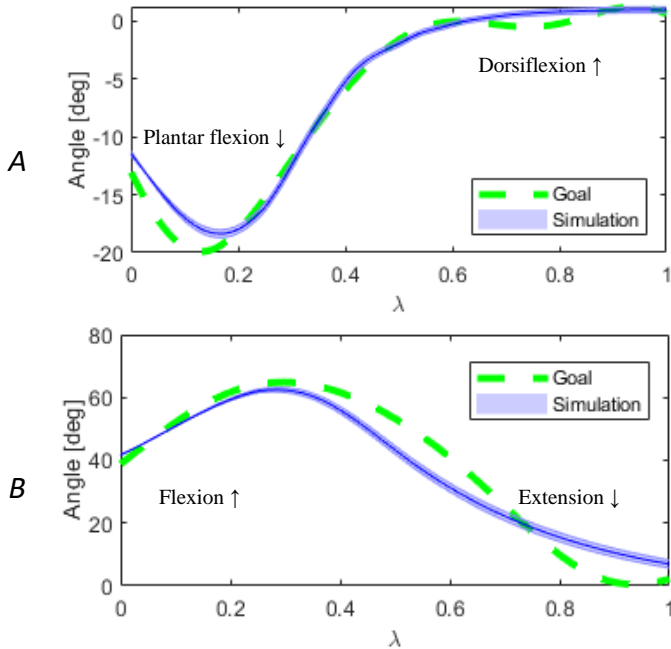 0
Dorsiflexion ↑
-5
Angle [deg]
Plantar flexion ↓
A
-10
Goal
-15
Simulation
-20
0 0.2 0.4 0.6 0.8 1
λ
80
Goal
60
Simulation
Angle [deg]
40
B
Flexion ↑
Extension ↓
20
0
0 0.2 0.4 0.6 0.8 1
λ